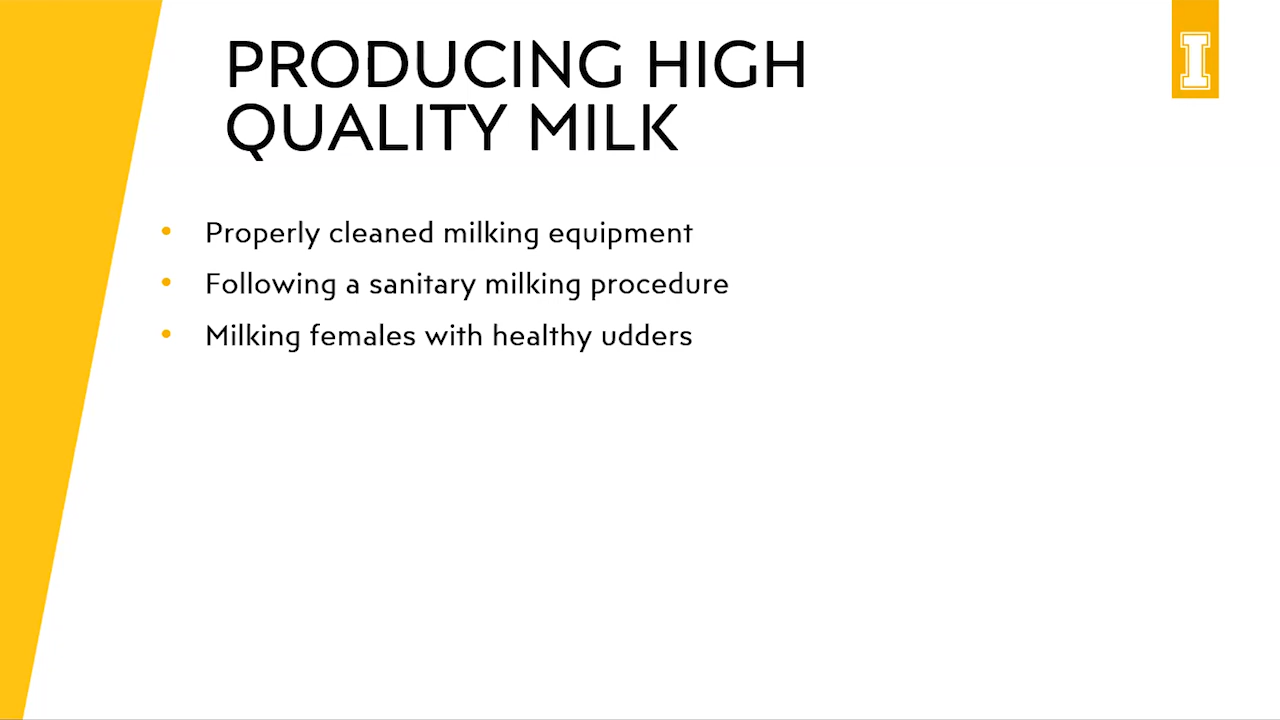 PRODUCING HIGH
QUALITY MILK
I
• Properly cleaned milking equipment
• Following a sanitary milking procedure
• Milking females with healthy udders